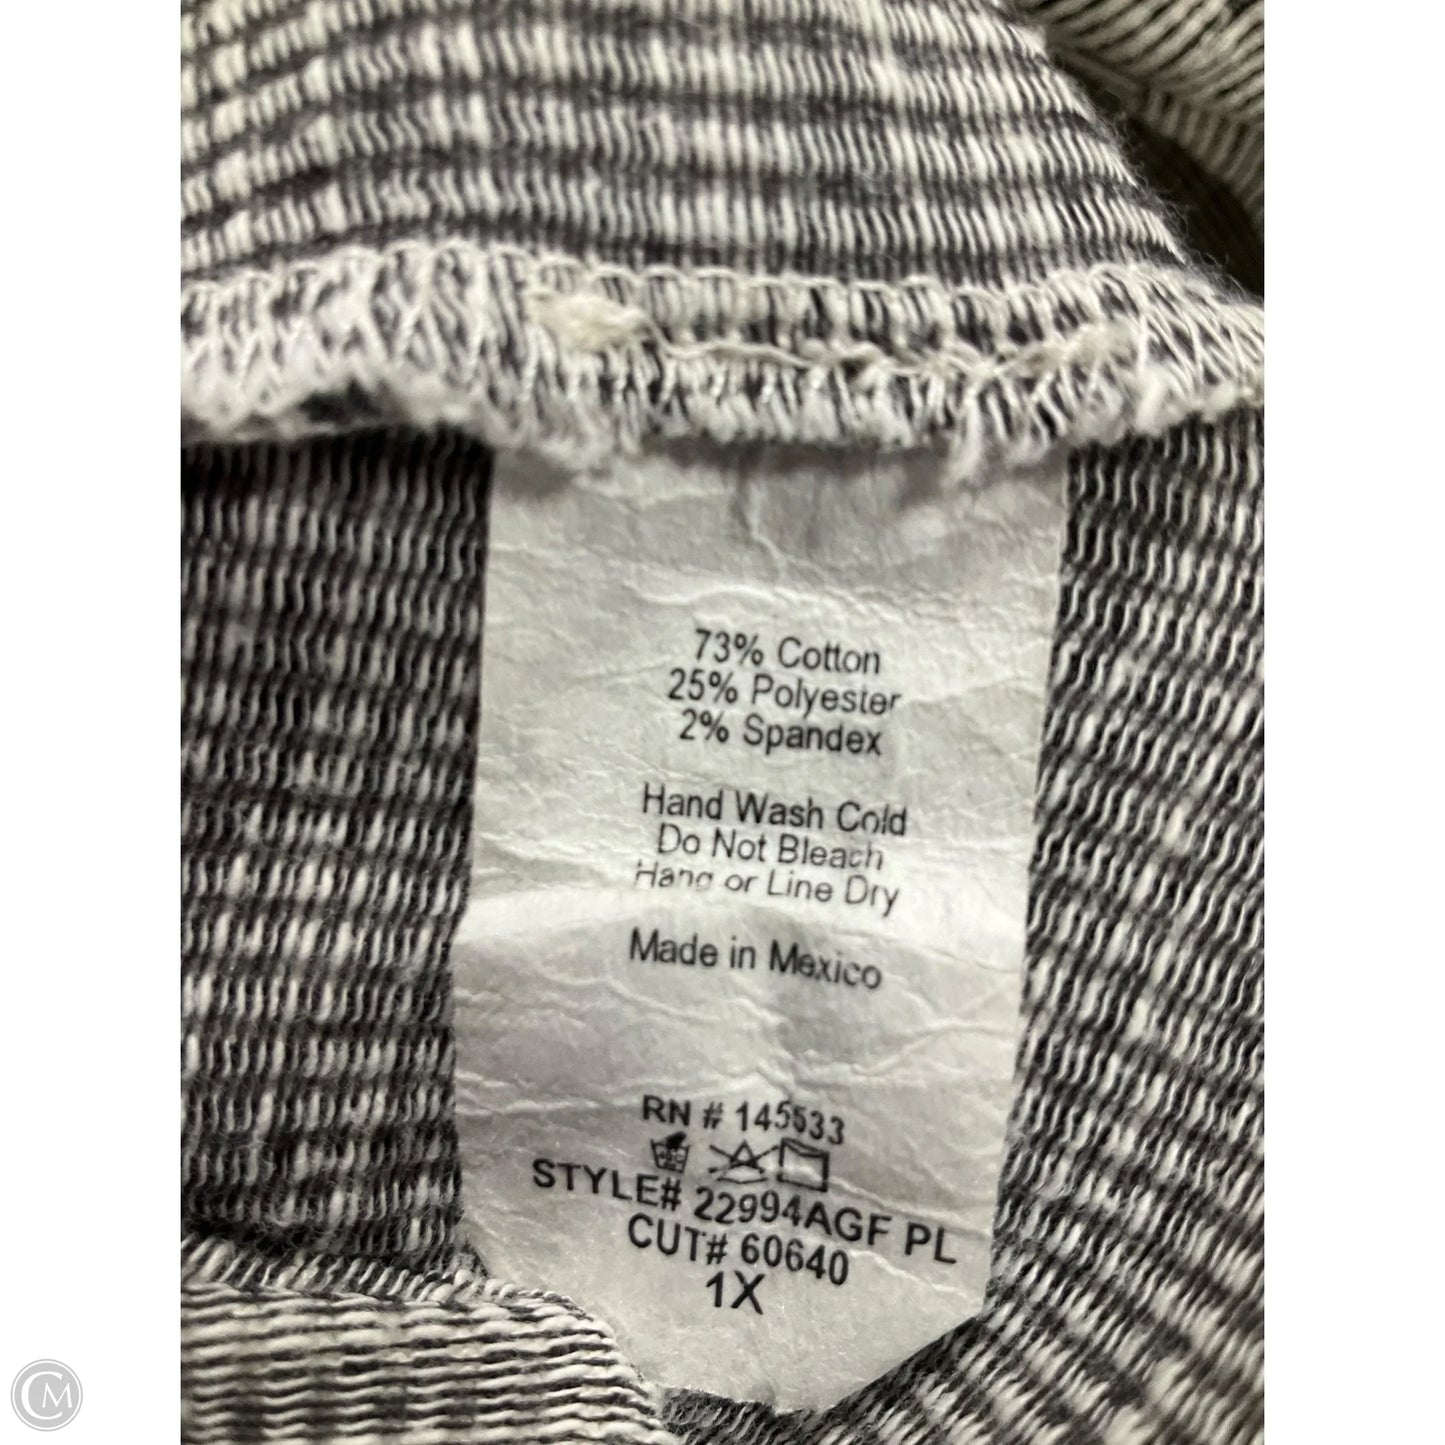 73% Cotton
25% Polyester
2% Spandex
Hand Wash Cold
Do Not Bleach
Hang or Line Dry
Made in Mexico
RN # 145533
STYLE# 22994AGF PL
CUT# 60640
1X
CM